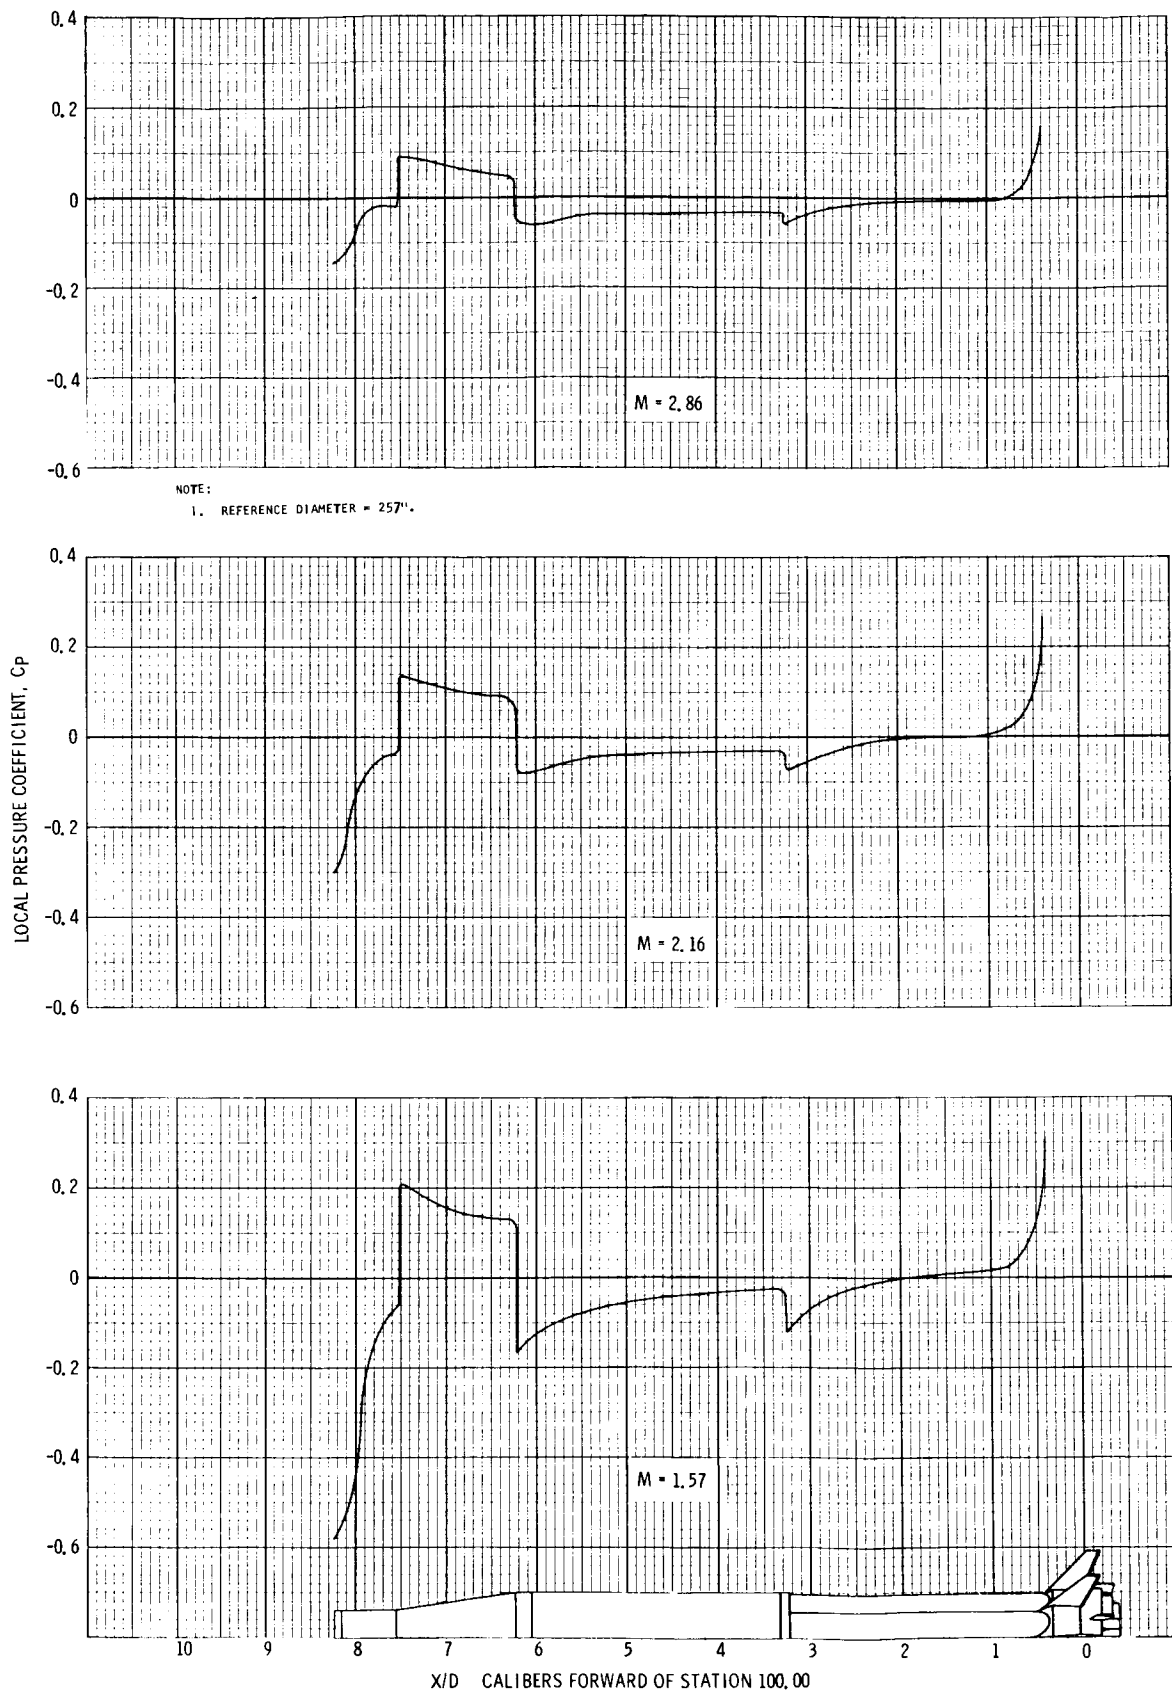 0.4
0.2
0
-0.2
-0.4
-0.6
M = 2.86
NOTE:
1. REFERENCE DIAMETER = 257".
0.4
0.2
0
-0.2
-0.4
-0.6
M = 2.16
LOCAL PRESSURE COEFFICIENT, Cp
0.4
0.2
0
-0.2
-0.4
-0.6
M = 1.57
10 9 8 7 6 5 4 3 2 1 0
X/D CALIBERS FORWARD OF STATION 100.00